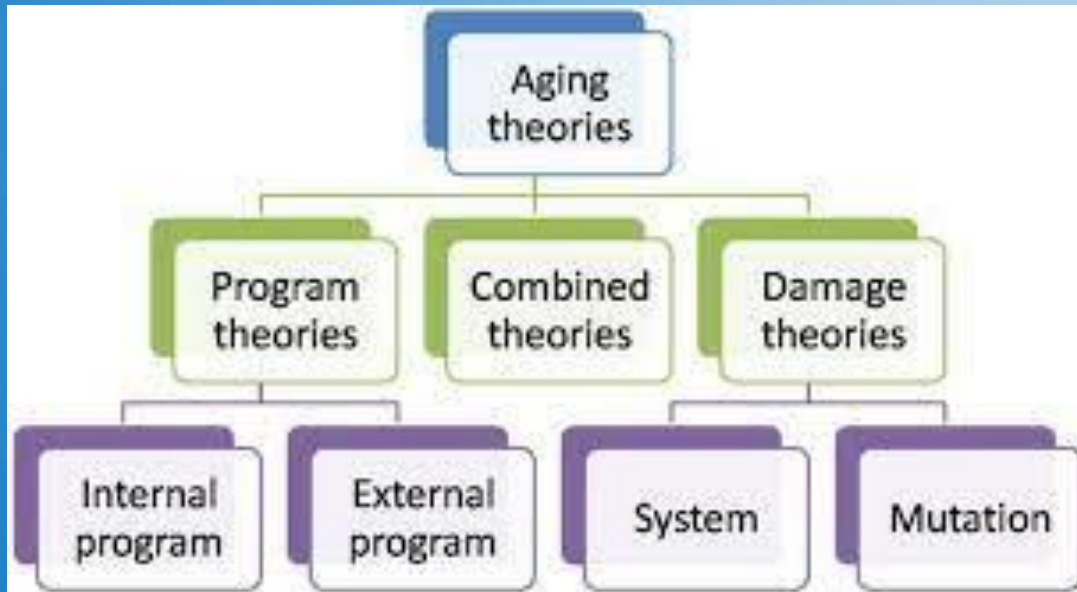 Aging
theories
Program
theories
Combined
theories
Damage
theories
Internal
program
External
program
System
Mutation